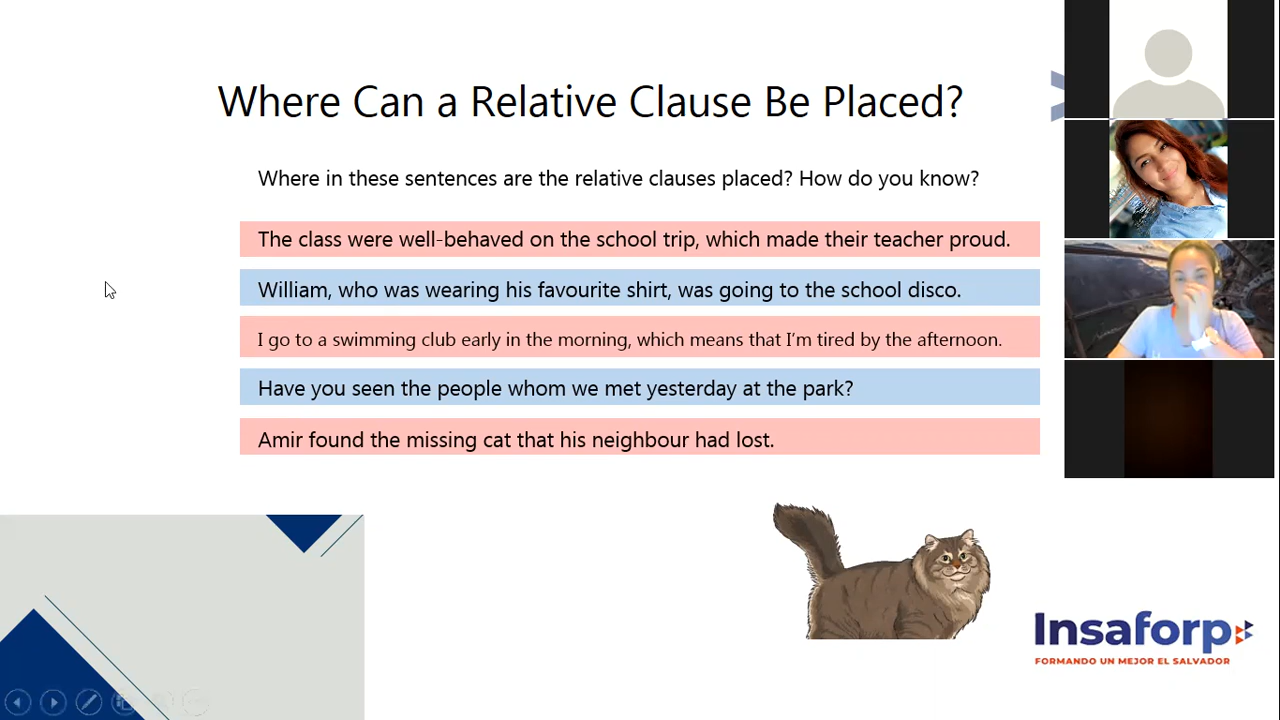 Where Can a Relative Clause Be Placed?
Where in these sentences are the relative clauses placed? How do you know?
The class were well-behaved on the school trip, which made their teacher proud.
William, who was wearing his favourite shirt, was going to the school disco.
I go to a swimming club early in the morning, which means that I’m tired by the afternoon.
Have you seen the people whom we met yesterday at the park?
Amir found the missing cat that his neighbour had lost.
Insaforp
FORMANDO UN MEJOR EL SALVADOR